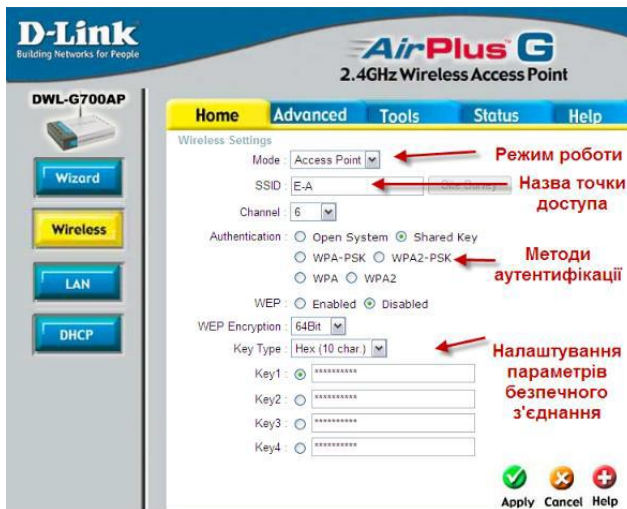 D-Link
Building Networks for People
AirPlus G
2.4GHz Wireless Access Point
DWL-G700AP
Home Advanced Tools Status Help
Wireless Settings
Mode : Access Point
Режим роботи
SSID : E-A
Site Survey
Назва точки
доступа
Channel : 6
Authentication : Open System Shared Key
WPA-PSK WPA2-PSK
WPA WPA2
Методи
аутентифікації
WEP : Enabled Disabled
WEP Encryption : 64Bit
Key Type : Hex (10 char.)
Налаштування
параметрів
безпечного
з'єднання
Key1 : **********
Key2 : **********
Key3 : **********
Key4 : **********
Wizard
Wireless
LAN
DHCP
Apply Cancel Help